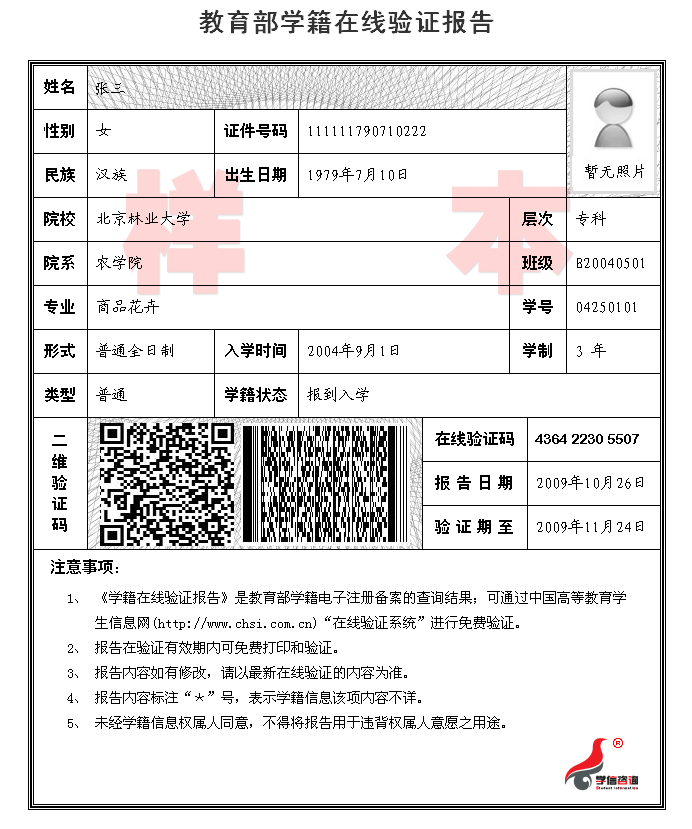 教育部学籍在线验证报告
姓名 张三
性别 女 证件号码 111111790710222
民族 汉族 出生日期 1979年7月10日
暂无照片
样本
院校 北京林业大学 层次 专科
院系 农学院 班级 B20040501
专业 商品花卉 学号 04250101
形式 普通全日制 入学时间 2004年9月1日 学制 3 年
类型 普通 学籍状态 报到入学
二维验证码
在线验证码 4364 2230 5507
报告日期 2009年10月26日
验证期至 2009年11月24日
注意事项：
1、 《学籍在线验证报告》是教育部学籍电子注册备案的查询结果；可通过中国高等教育学
生信息网(http://www.chsi.com.cn)“在线验证系统”进行免费验证。
2、 报告在验证有效期内可免费打印和验证。
3、 报告内容如有修改，请以最新在线验证的内容为准。
4、 报告内容标注“＊”号，表示学籍信息该项内容不详。
5、 未经学籍信息权属人同意，不得将报告用于违背权属人意愿之用途。
®
学信咨询
Student Information